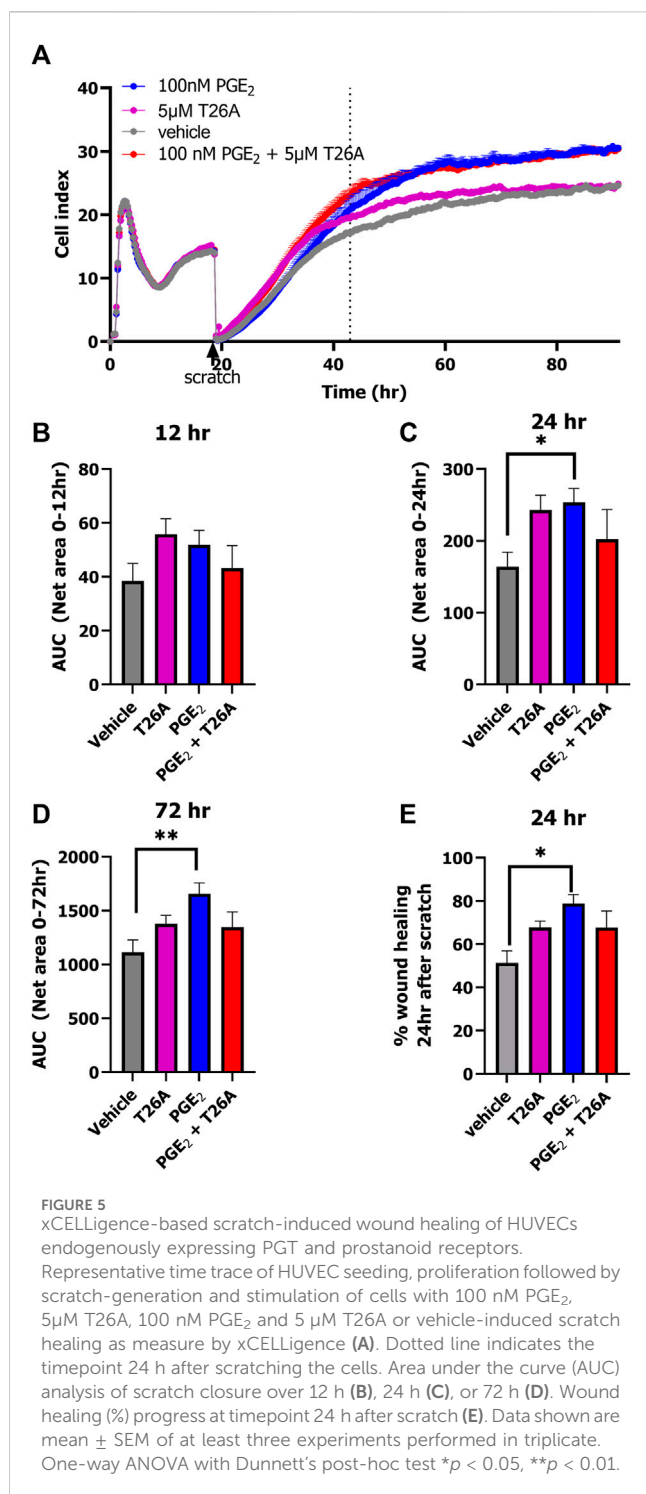 A
100nM PGE₂
5µM T26A
vehicle
100 nM PGE₂ + 5µM T26A
40
30
20
10
0
Cell index
0
20
40
60
80
scratch
Time (hr)
B
12 hr
80
60
40
20
0
AUC (Net area 0-12hr)
Vehicle
T26A
PGE₂
PGE₂ + T26A
C
24 hr
*
300
200
100
0
AUC (Net area 0-24hr)
Vehicle
T26A
PGE₂
PGE₂ + T26A
D
72 hr
**
2000
1500
1000
500
0
AUC (Net area 0-72hr)
Vehicle
T26A
PGE₂
PGE₂ + T26A
E
24 hr
*
100
80
60
40
20
0
% wound healing
24hr after scratch
vehicle
T26A
PGE₂
PGE₂ + T26A
FIGURE 5
xCELLigence-based scratch-induced wound healing of HUVECs
endogenously expressing PGT and prostanoid receptors.
Representative time trace of HUVEC seeding, proliferation followed by
scratch-generation and stimulation of cells with 100 nM PGE₂,
5µM T26A, 100 nM PGE₂ and 5 µM T26A or vehicle-induced scratch
healing as measure by xCELLigence (A). Dotted line indicates the
timepoint 24 h after scratching the cells. Area under the curve (AUC)
analysis of scratch closure over 12 h (B), 24 h (C), or 72 h (D). Wound
healing (%) progress at timepoint 24 h after scratch (E). Data shown are
mean ± SEM of at least three experiments performed in triplicate.
One-way ANOVA with Dunnett's post-hoc test *p < 0.05, **p < 0.01.